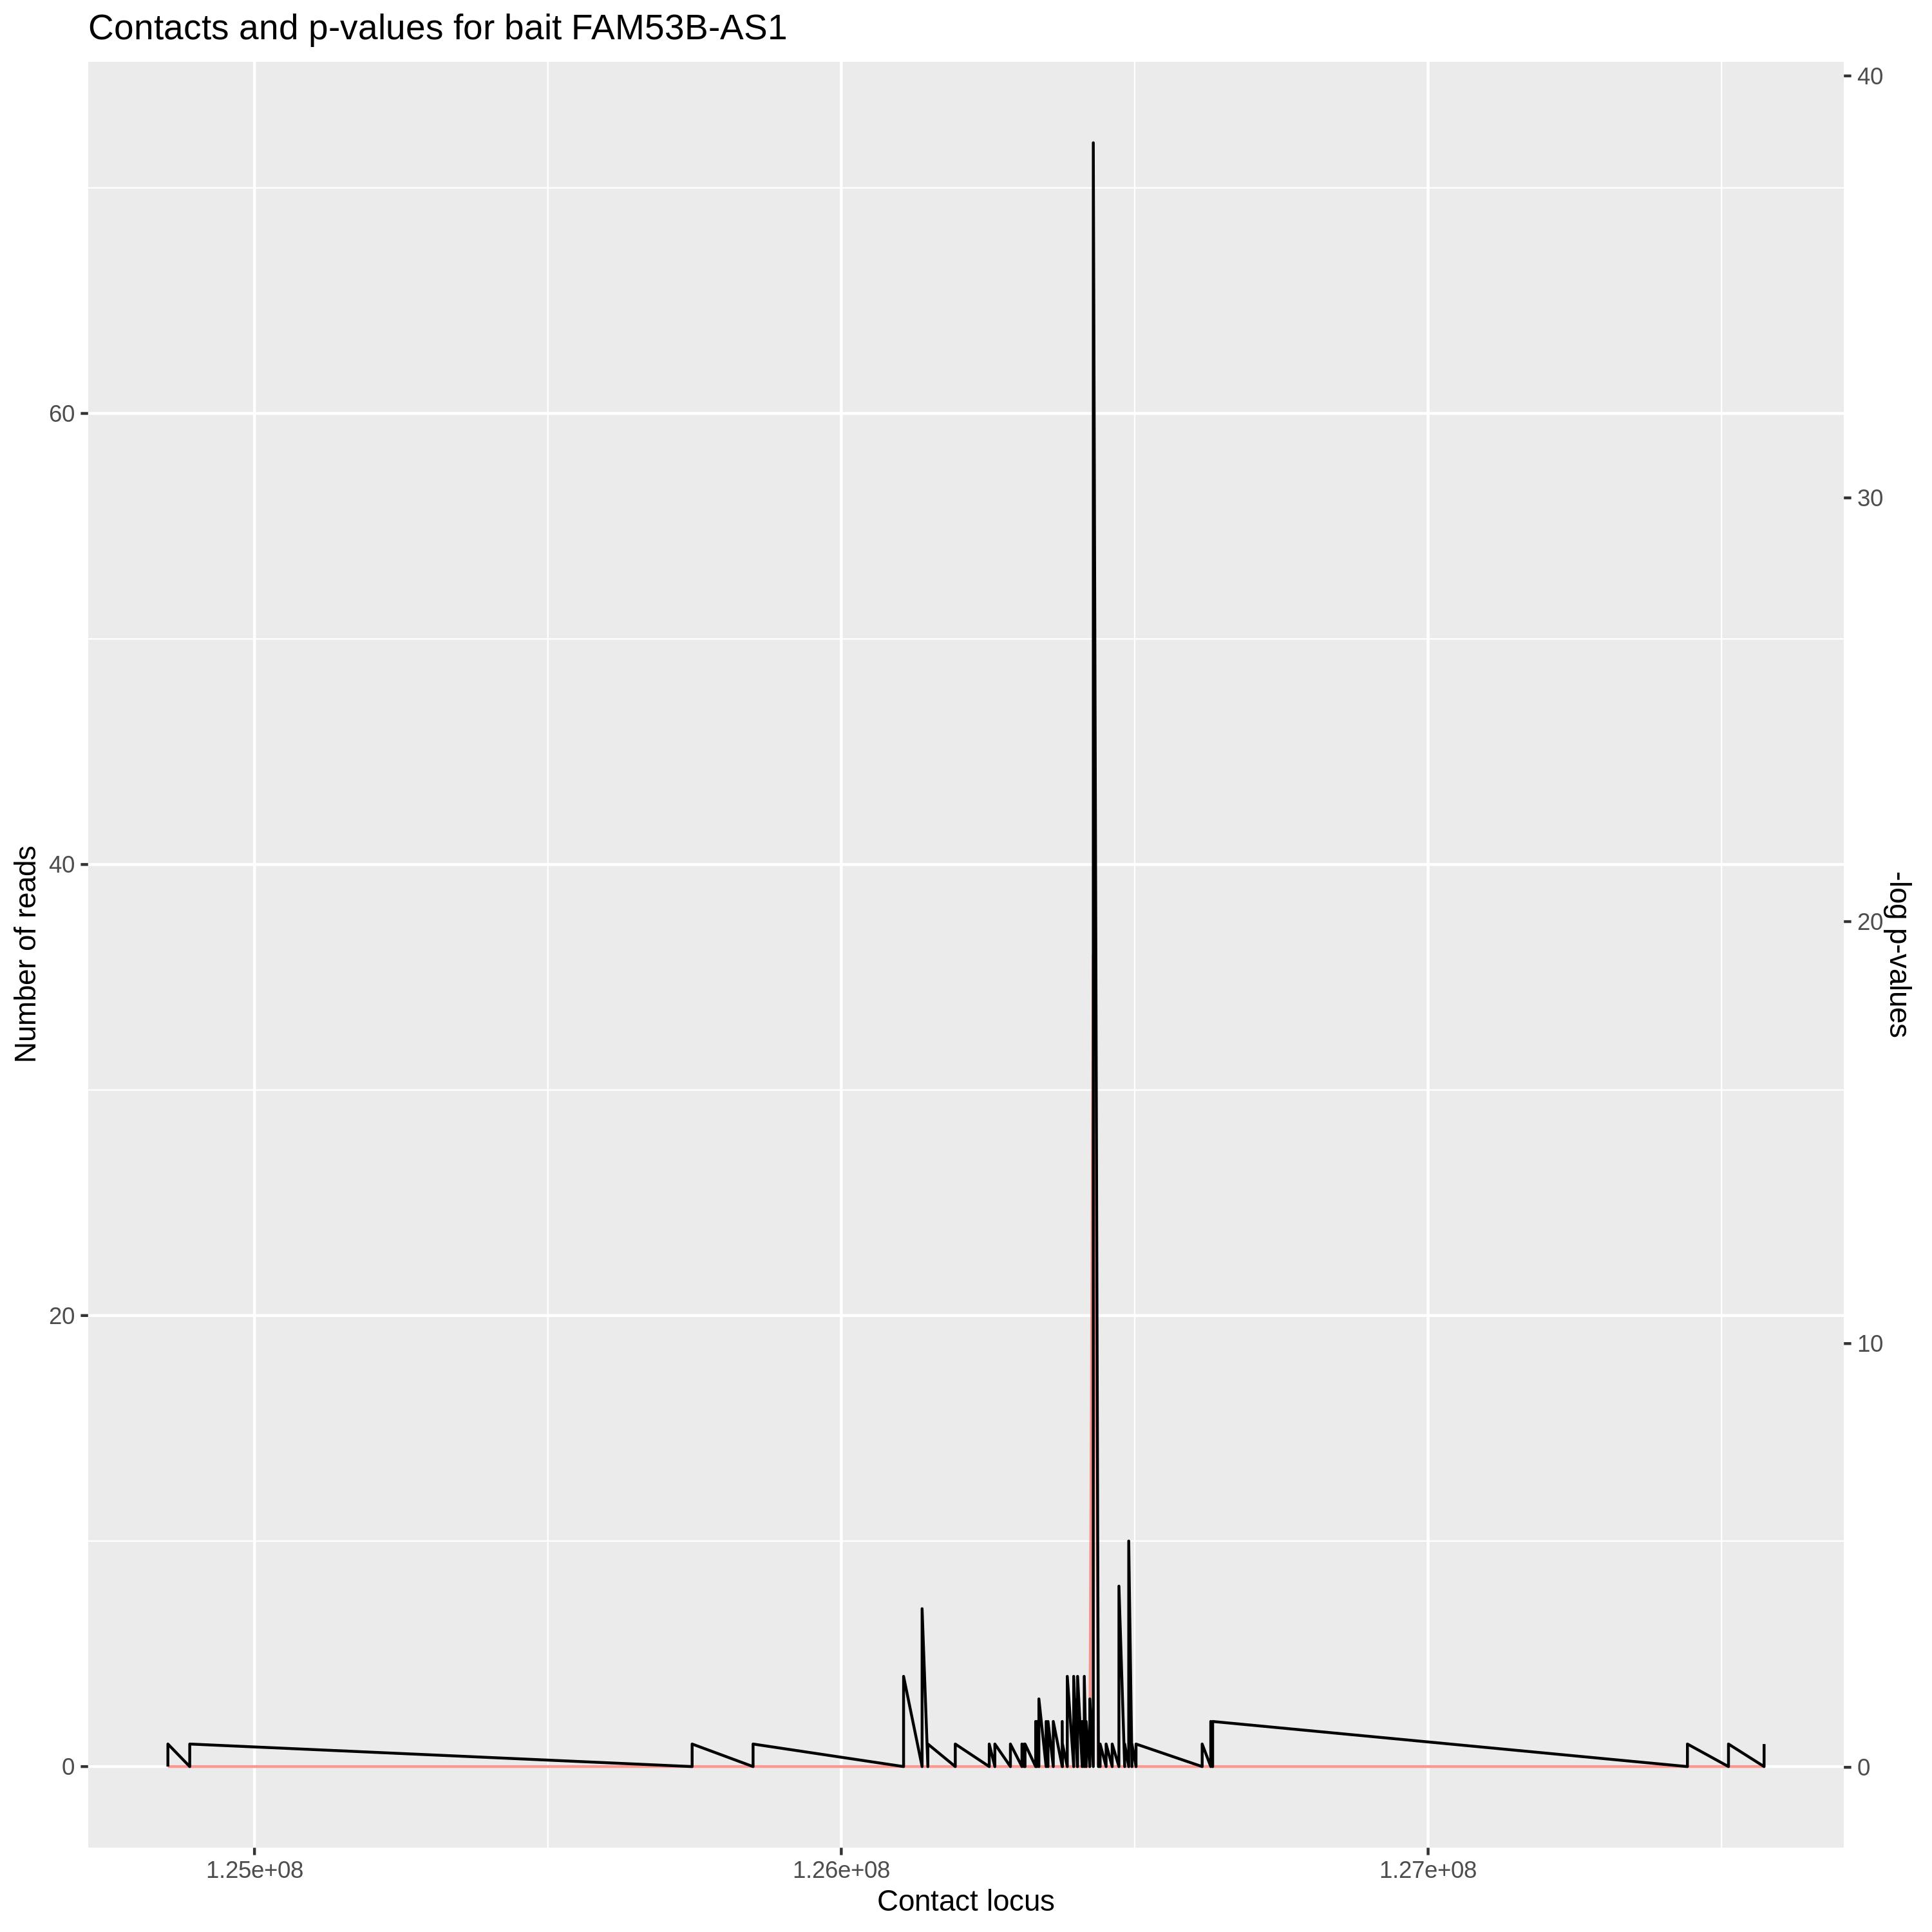 Contacts and p-values for bait FAM53B-AS1
Number of reads
60
40
20
0
40
30
20
10
0
-log p-values
1.25e+08
1.26e+08
1.27e+08
Contact locus